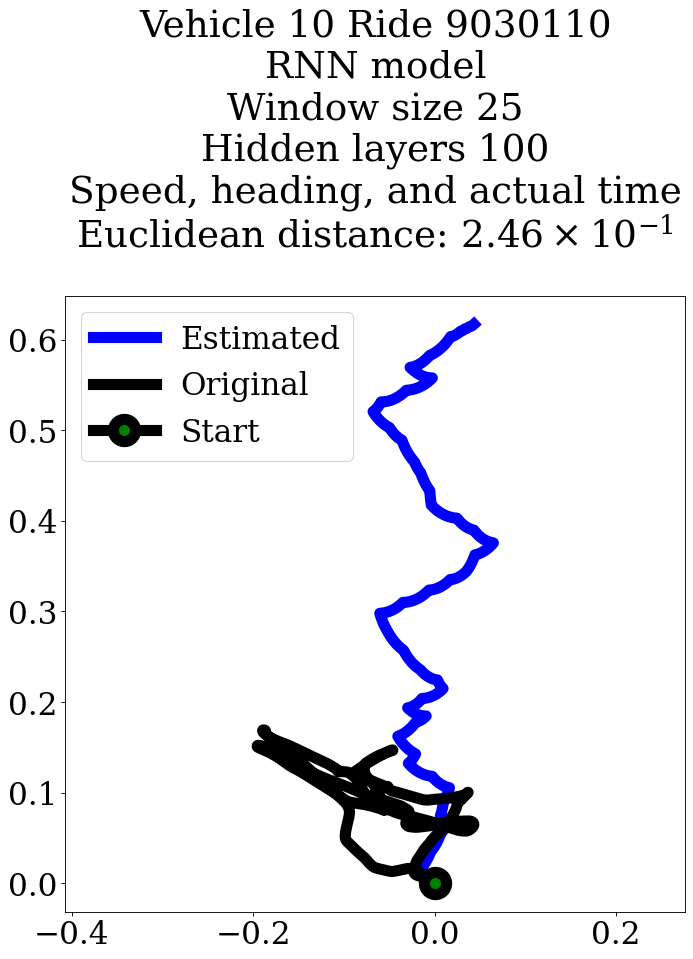 Vehicle 10 Ride 9030110
RNN model
Window size 25
Hidden layers 100
Speed, heading, and actual time
Euclidean distance: 2.46 × 10⁻¹
Estimated
Original
Start
0.6
0.5
0.4
0.3
0.2
0.1
0.0
−0.4 −0.2 0.0 0.2